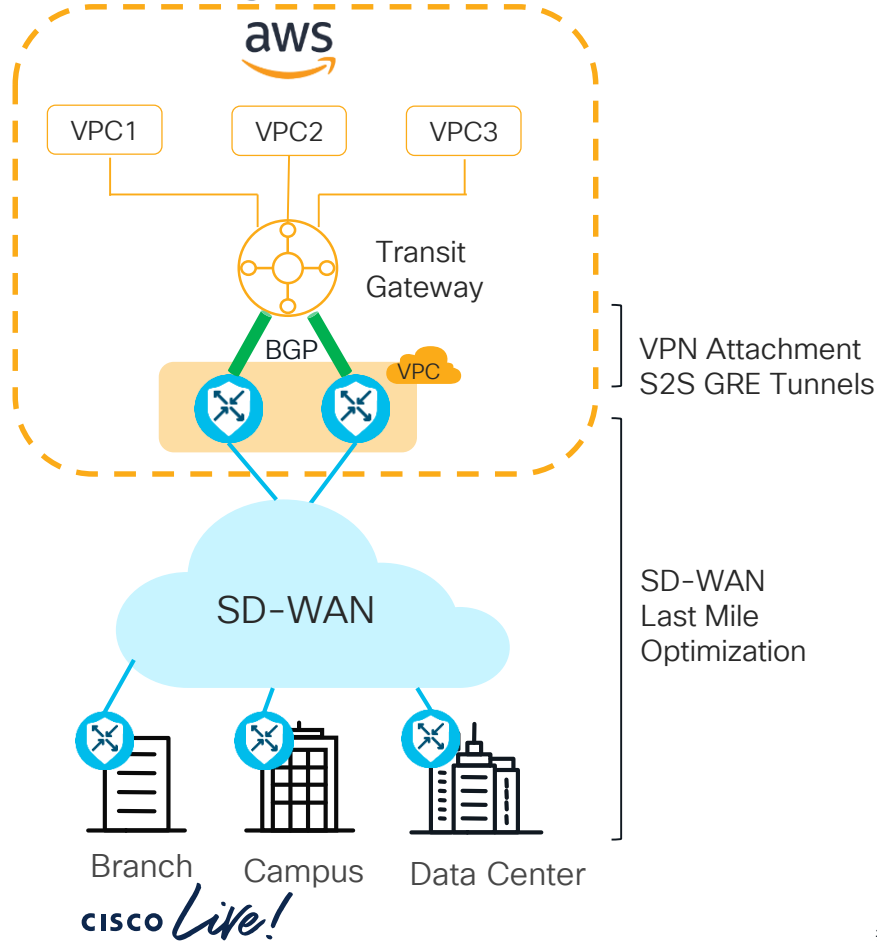 aws
VPC1
VPC2
VPC3
Transit
Gateway
BGP
VPC
VPN Attachment
S2S GRE Tunnels
SD-WAN
SD-WAN
Last Mile
Optimization
Branch
Campus
Data Center
CISCO Live!